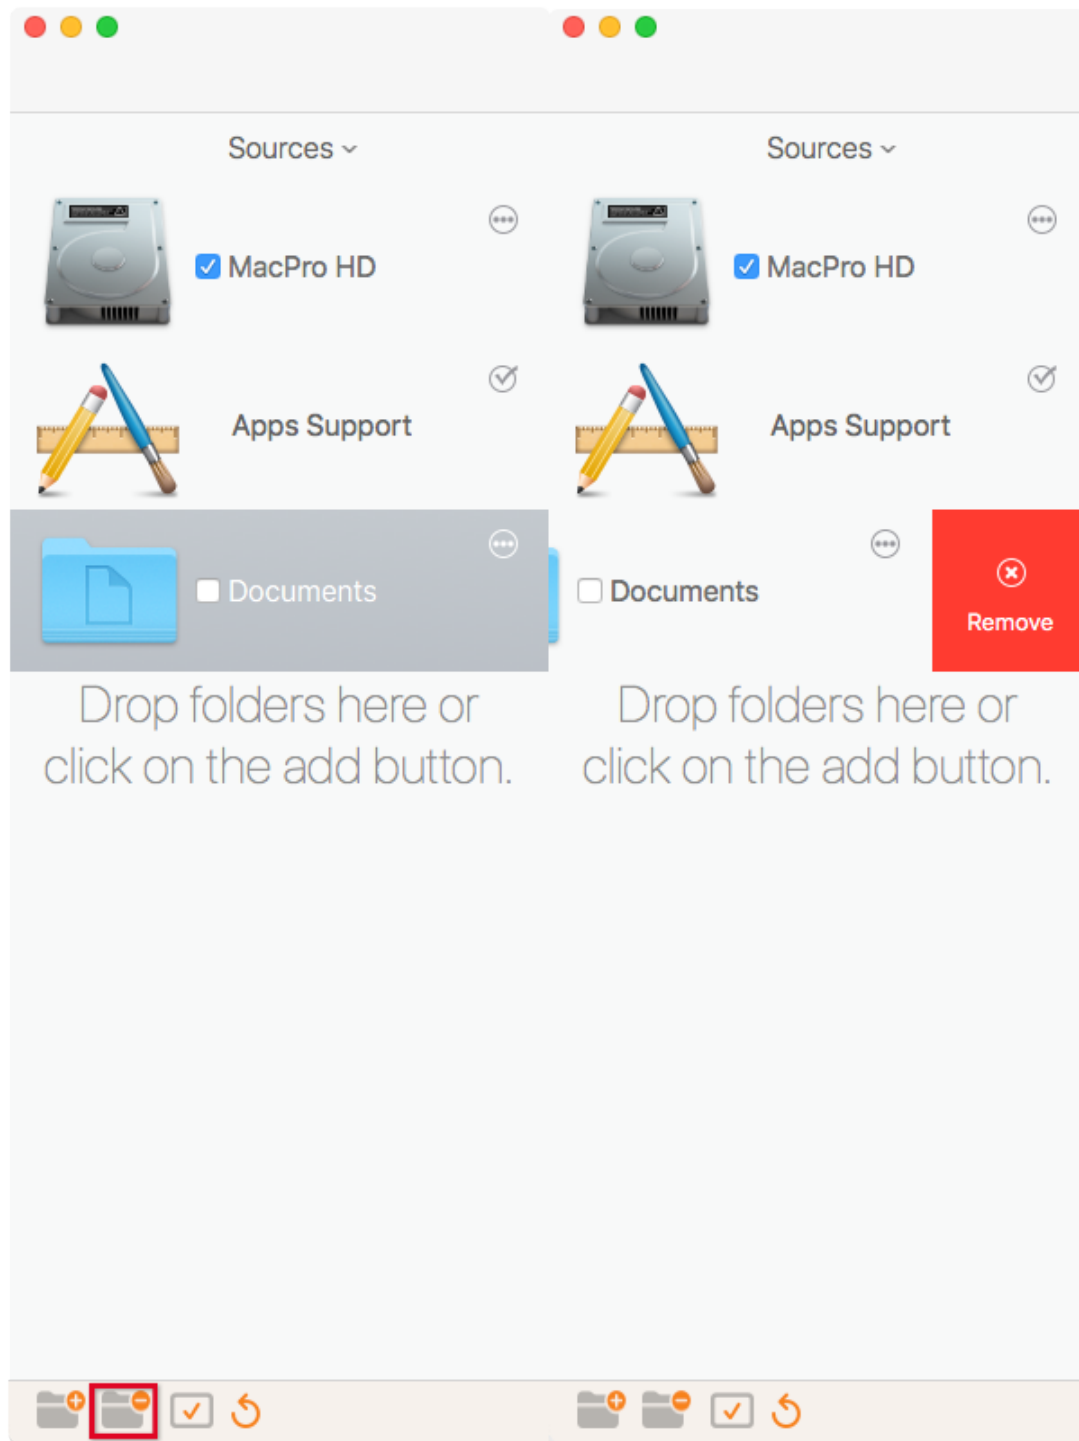 Sources
MacPro HD
Apps Support
Documents
Drop folders here or
click on the add button.
Sources
MacPro HD
Apps Support
Documents
Remove
Drop folders here or
click on the add button.